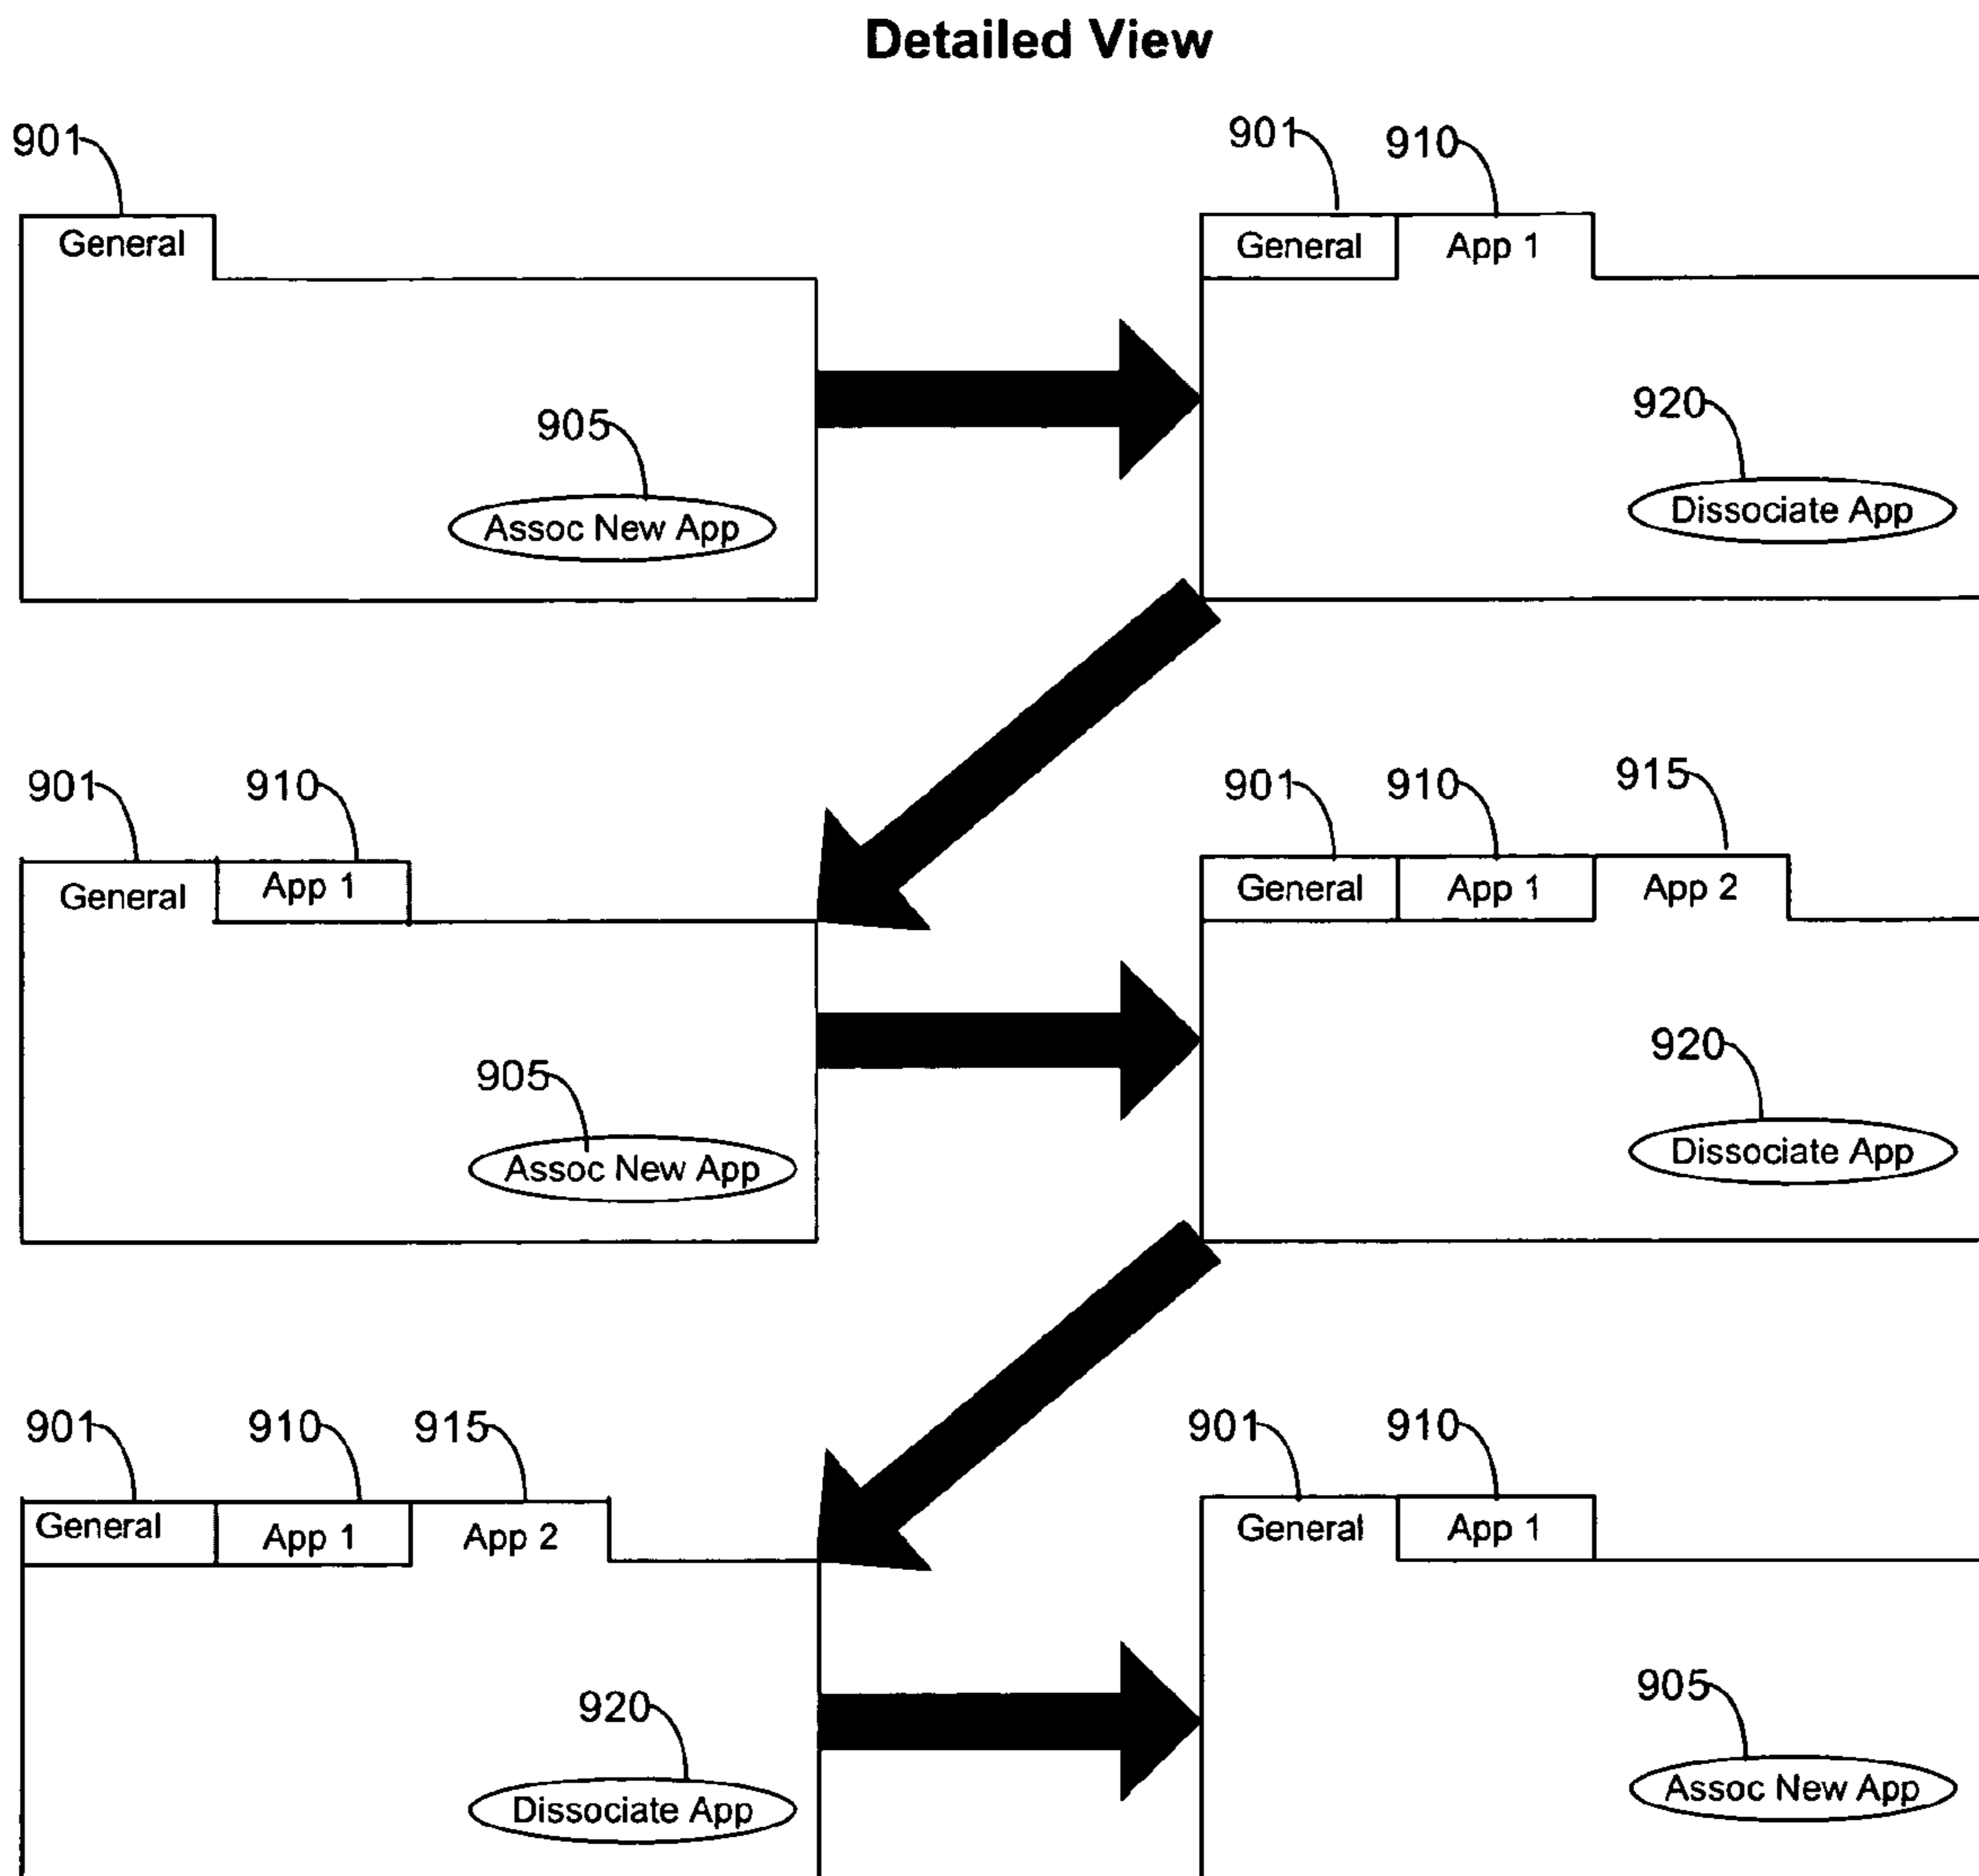 Detailed View
901
General
905
Assoc New App
901 910
General App 1
920
Dissociate App
901 910
General App 1
905
Assoc New App
901 910 915
General App 1 App 2
920
Dissociate App
901 910 915
General App 1 App 2
920
Dissociate App
901 910
General App 1
905
Assoc New App